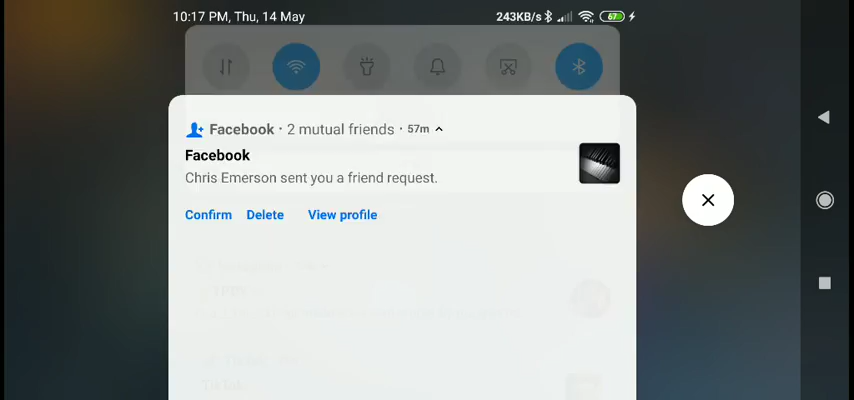 10:17 PM, Thu, 14 May 243KB/s 67
Facebook · 2 mutual friends · 57m
Facebook
Chris Emerson sent you a friend request.
Confirm Delete View profile
TikTok